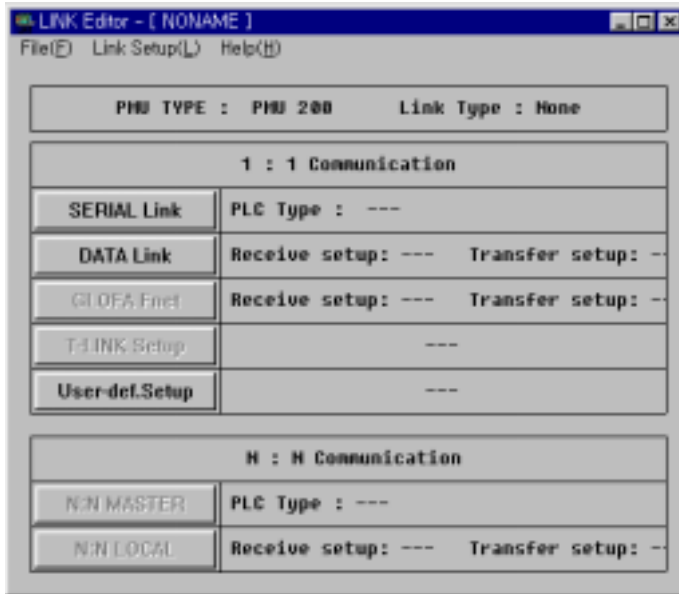 LINK Editor - [ NONAME ]
File(F) Link Setup(L) Help(H)
PMU TYPE : PMU 200 Link Type : None
1 : 1 Communication
SERIAL Link PLC Type : ---
DATA Link Receive setup: --- Transfer setup: --
GLOFA Fnet Receive setup: --- Transfer setup: --
T-LINK Setup ---
User-def.Setup ---
N : N Communication
N:N MASTER PLC Type : ---
N:N LOCAL Receive setup: --- Transfer setup: --